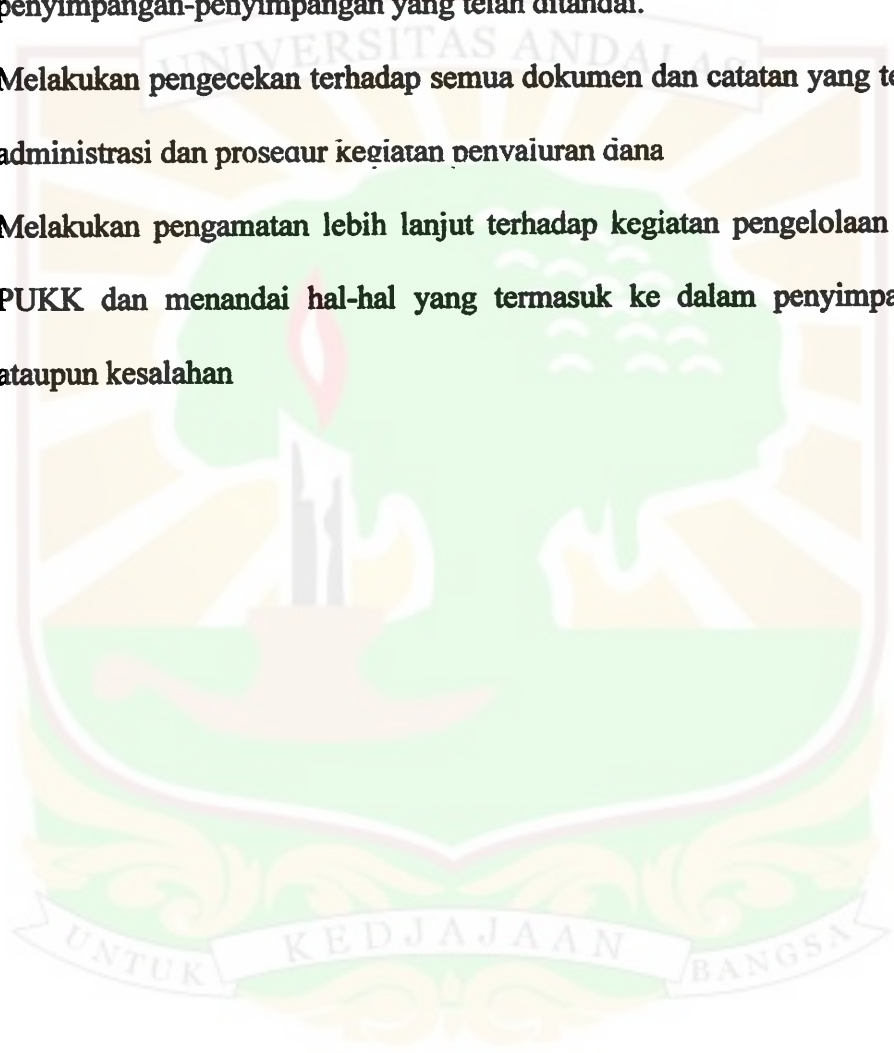 penyimpangan-penyimpangan yang telah ditandai.
UNIVERSITAS ANDALAS
Melakukan pengecekan terhadap semua dokumen dan catatan yang te
administrasi dan prosedur kegiatan penyaluran dana
Melakukan pengamatan lebih lanjut terhadap kegiatan pengelolaan
PUKK dan menandai hal-hal yang termasuk ke dalam penyimpa
ataupun kesalahan
UNTUK KEDJAJAAN BANGSA